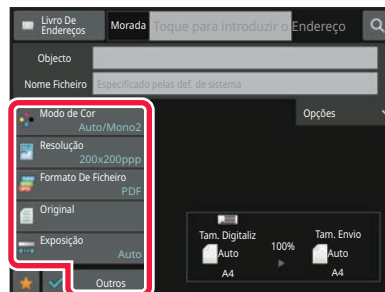 Livro De Endereços
Morada
Toque para introduzir o Endereço
Objecto
Nome Ficheiro
Especificado pelas def. de sistema
Modo de Cor
Auto/Mono2
Opções
Resolução
200x200ppp
Formato De Ficheiro
PDF
Original
Exposição
Auto
Outros
Tam. Digitaliz
Auto
A4
100%
Tam. Envio
Auto
A4